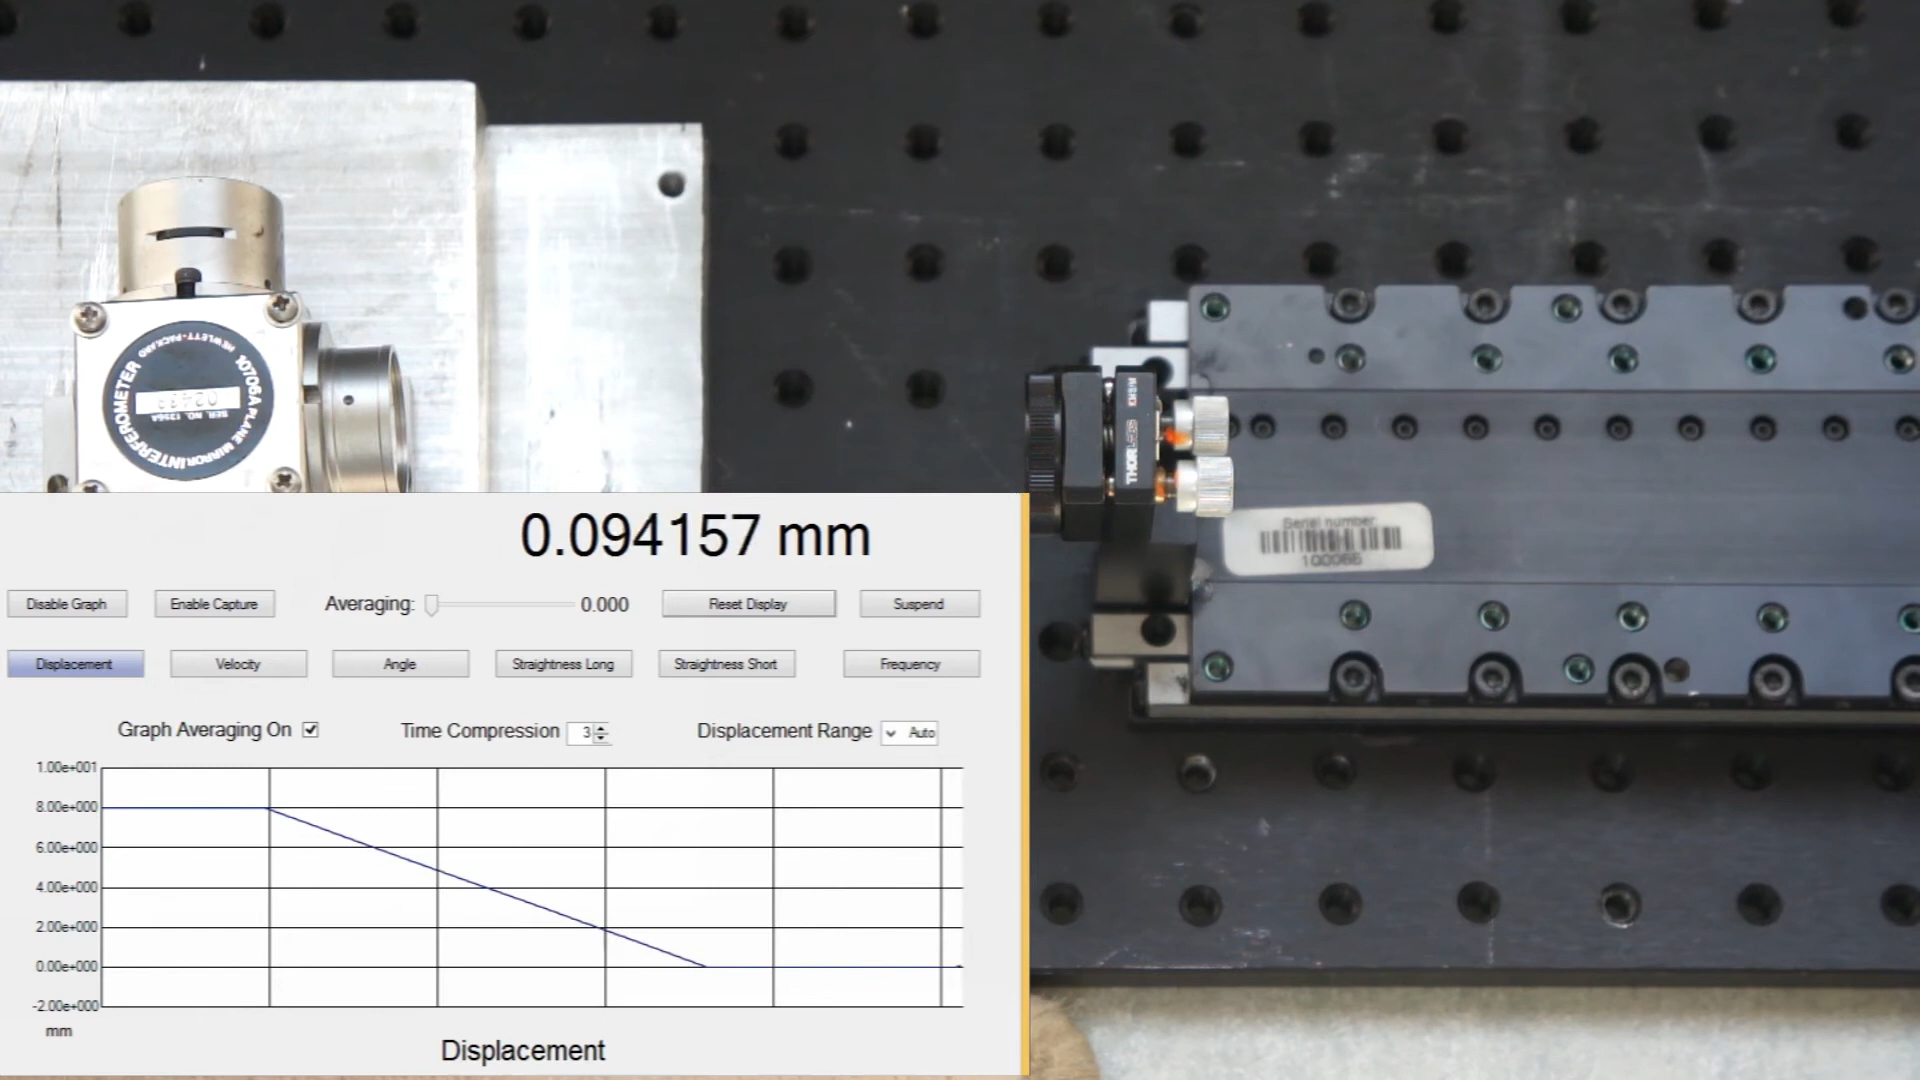 HEWLETT-PACKARD
10706A PLANE MIRROR INTERFEROMETER
SER. NO. 1256A
THORLABS
Serial number
0.094157 mm
Disable Graph
Enable Capture
Averaging:
0.000
Reset Display
Suspend
Displacement
Velocity
Angle
Straightness Long
Straightness Short
Frequency
Graph Averaging On
Time Compression
3
Displacement Range
Auto
1.00e+001
8.00e+000
6.00e+000
4.00e+000
2.00e+000
0.00e+000
-2.00e+000
mm
Displacement